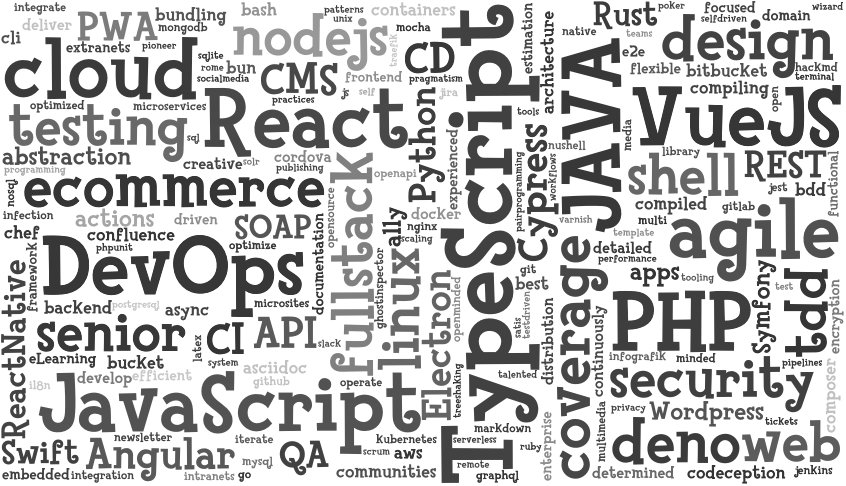 integrate
bash
patterns
unix
containers
Rust
poker
focused
selfdriven
domain
wizard
deliver
PWA
bundling
mongodb
nodejs
mocha
estimation
architecture
native
teams
design
cli
extranets
pioneer
traefik
CD
e2e
cloud
sqlite
rome
socialmedia
bun
CMS
frontend
pragmatism
flexible
bitbucket
hackmd
terminal
optimized
microservices
practices
js
self
jira
compiling
open
testing
sql
React
Python
TypeScript
tools
JAVA
media
VueJS
abstraction
programming
creative
solr
cordova
publishing
openapi
experienced
nushell
library
REST
functional
nosql
ecommerce
fullstack
pairprogramming
Cypress
workflows
shell
jest
bdd
infection
actions
driven
SOAP
opensource
docker
varnish
compiled
gitlab
chef
confluence
phpunit
optimize
documentation
a11y
nginx
scaling
multi
template
agile
framework
DevOps
ghostinspector
linux
git
best
detailed
performance
apps
tooling
Symfony
test
tdd
encryption
ReactNative
backend
postgresql
async
microsites
Electron
openminded
satis
testdriven
distribution
coverage
continuously
PHP
senior
CI
API
slack
latex
system
infografik
minded
pipelines
eLearning
bucket
asciidoc
github
talented
security
composer
i18n
develop
efficient
operate
treeshaking
JavaScript
privacy
Wordpress
tickets
multimedia
enterprise
markdown
serverless
ruby
Swift
newsletter
Angular
iterate
QA
kubernetes
scrum
aws
deno
web
embedded
integration
intranets
go
mysql
communities
remote
graphql
determined
codeception
jenkins